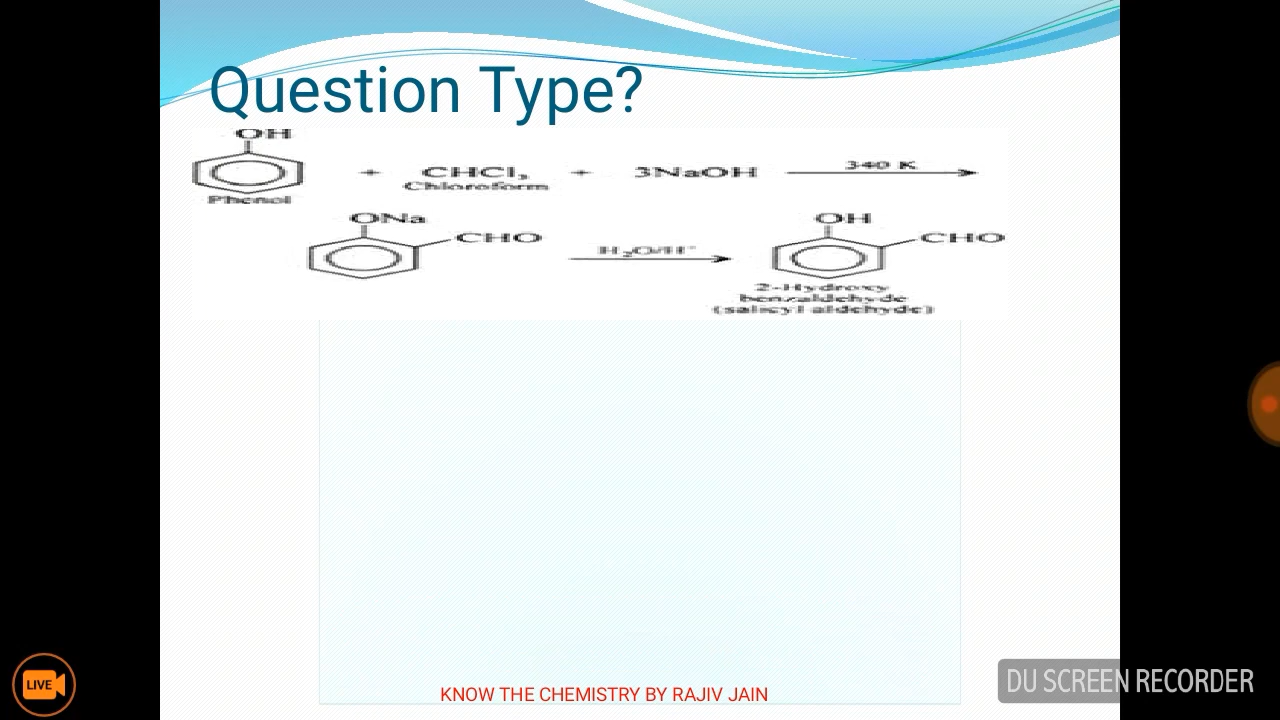 Question Type?
OH
+ CHCl₃ + 3NaOH 340 K
Chloroform
Phenol
ONa OH
CHO H₂O/H⁺ CHO
2-Hydroxy
benzaldehyde
(salicyl aldehyde)
KNOW THE CHEMISTRY BY RAJIV JAIN
LIVE
DU SCREEN RECORDER